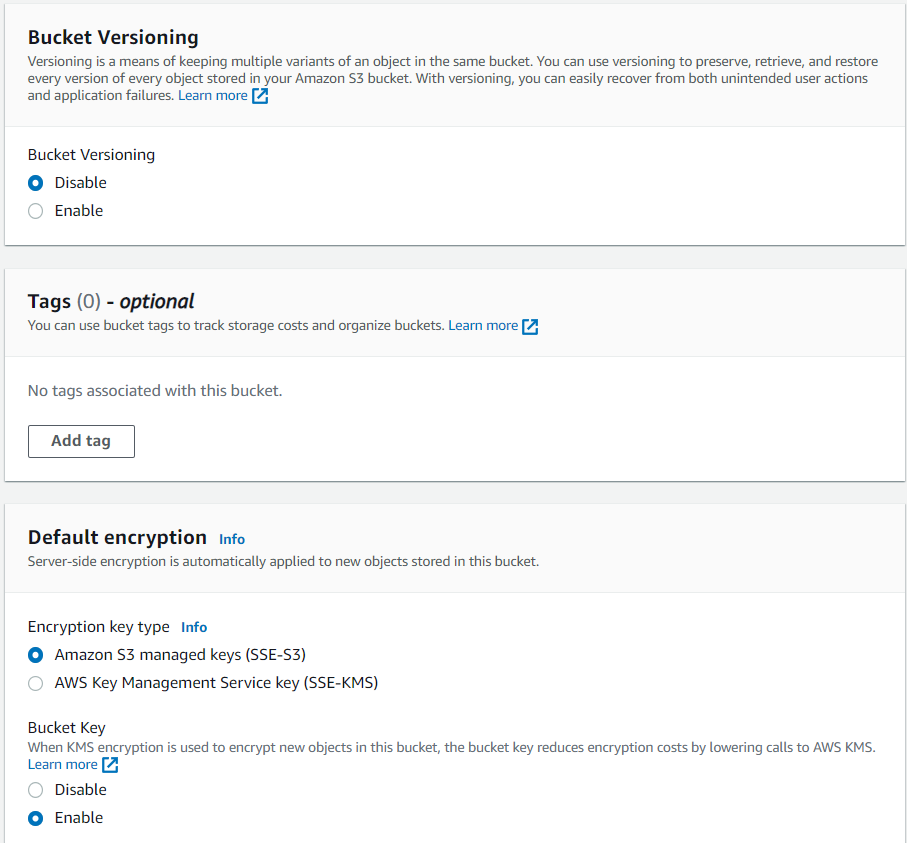 Bucket Versioning
Versioning is a means of keeping multiple variants of an object in the same bucket. You can use versioning to preserve, retrieve, and restore
every version of every object stored in your Amazon S3 bucket. With versioning, you can easily recover from both unintended user actions
and application failures. Learn more
Bucket Versioning
Disable
Enable
Tags (0) - optional
You can use bucket tags to track storage costs and organize buckets. Learn more
No tags associated with this bucket.
Add tag
Default encryption Info
Server-side encryption is automatically applied to new objects stored in this bucket.
Encryption key type Info
Amazon S3 managed keys (SSE-S3)
AWS Key Management Service key (SSE-KMS)
Bucket Key
When KMS encryption is used to encrypt new objects in this bucket, the bucket key reduces encryption costs by lowering calls to AWS KMS.
Learn more
Disable
Enable